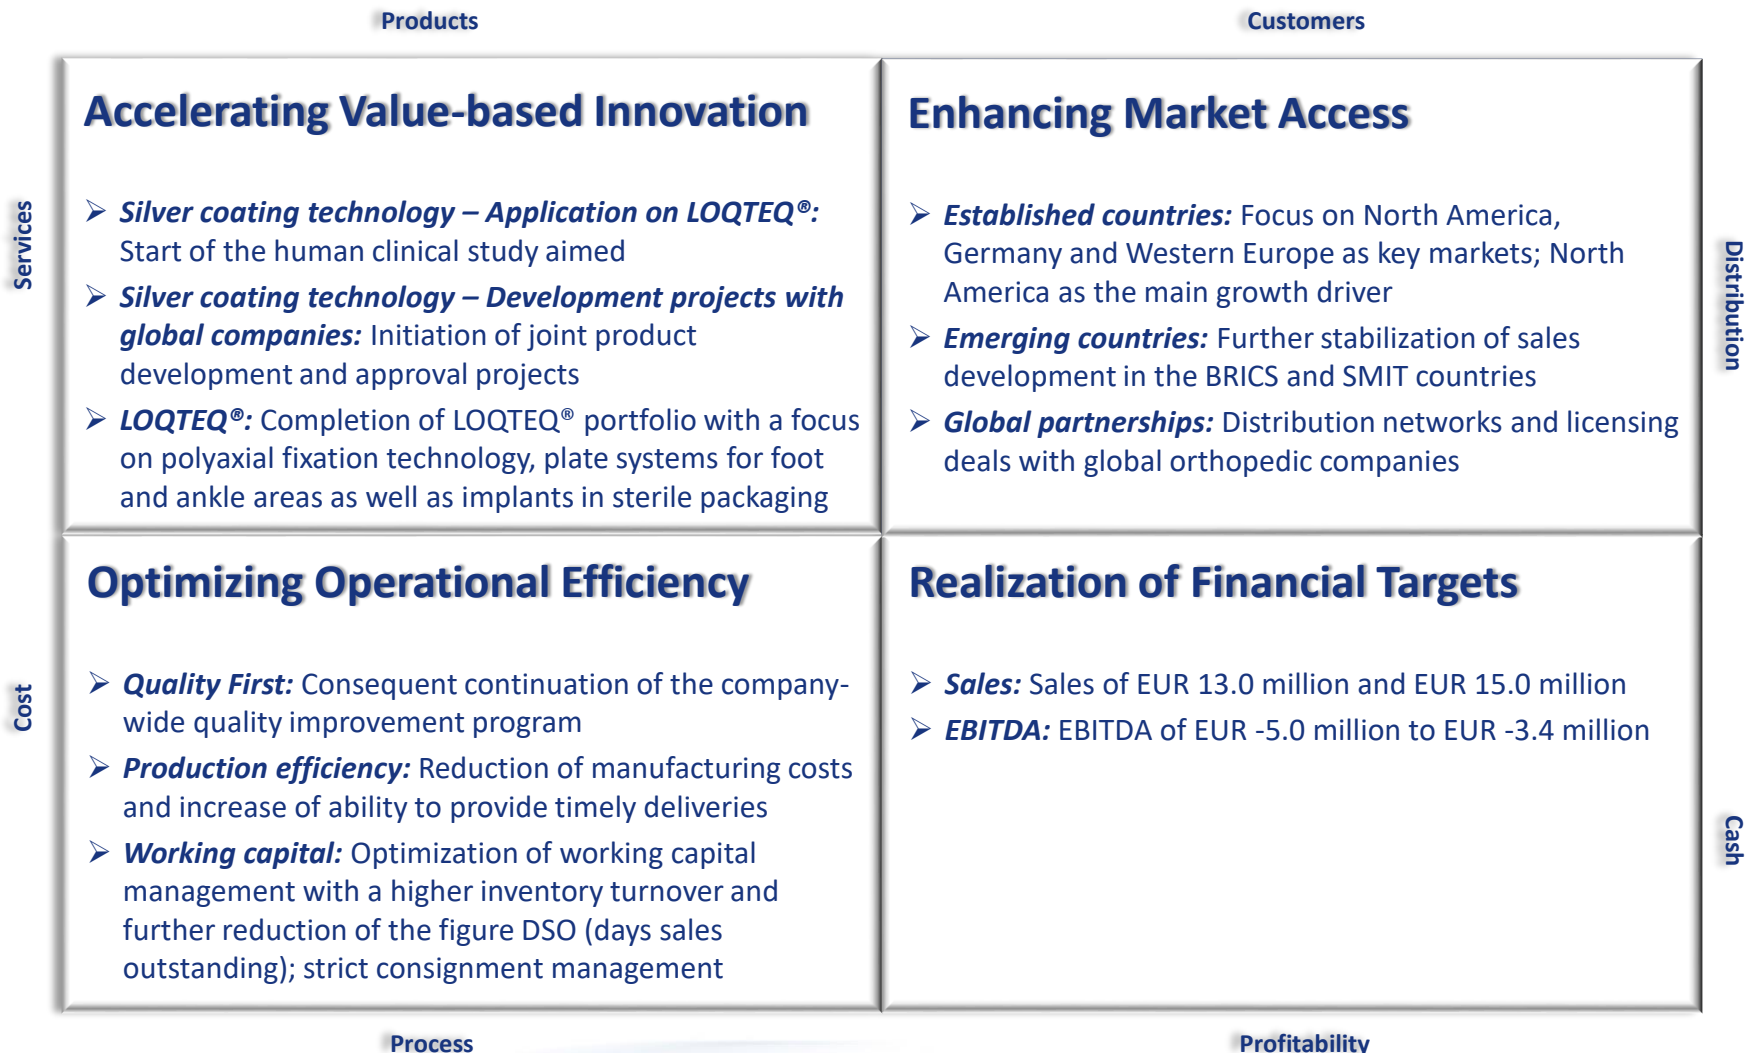 Products
Customers
Services
Accelerating Value-based Innovation
➢ Silver coating technology – Application on LOQTEQ®:
Start of the human clinical study aimed
➢ Silver coating technology – Development projects with
global companies: Initiation of joint product
development and approval projects
➢ LOQTEQ®: Completion of LOQTEQ® portfolio with a focus
on polyaxial fixation technology, plate systems for foot
and ankle areas as well as implants in sterile packaging
Enhancing Market Access
➢ Established countries: Focus on North America,
Germany and Western Europe as key markets; North
America as the main growth driver
➢ Emerging countries: Further stabilization of sales
development in the BRICS and SMIT countries
➢ Global partnerships: Distribution networks and licensing
deals with global orthopedic companies
Distribution
Cost
Optimizing Operational Efficiency
➢ Quality First: Consequent continuation of the company-
wide quality improvement program
➢ Production efficiency: Reduction of manufacturing costs
and increase of ability to provide timely deliveries
➢ Working capital: Optimization of working capital
management with a higher inventory turnover and
further reduction of the figure DSO (days sales
outstanding); strict consignment management
Realization of Financial Targets
➢ Sales: Sales of EUR 13.0 million and EUR 15.0 million
➢ EBITDA: EBITDA of EUR -5.0 million to EUR -3.4 million
Cash
Process
Profitability